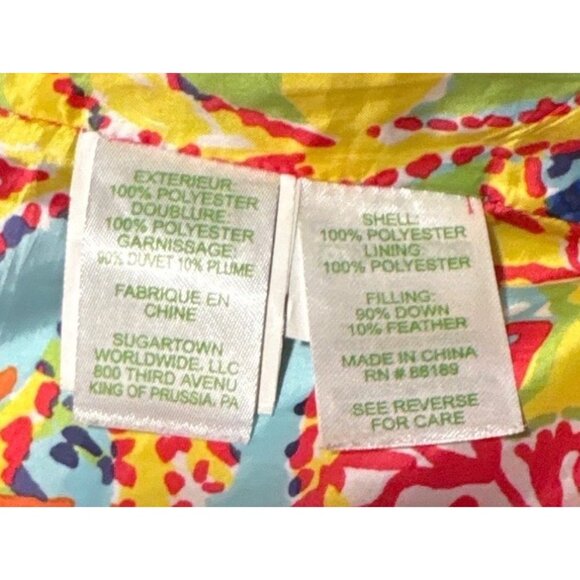 EXTERIEUR:
100% POLYESTER
DOUBLURE:
100% POLYESTER
GARNISSAGE:
90% DUVET 10% PLUME
FABRIQUE EN
CHINE
SUGARTOWN
WORLDWIDE, LLC
800 THIRD AVENU
KING OF PRUSSIA, PA
SHELL:
100% POLYESTER
LINING:
100% POLYESTER
FILLING:
90% DOWN
10% FEATHER
MADE IN CHINA
RN # 88189
SEE REVERSE
FOR CARE